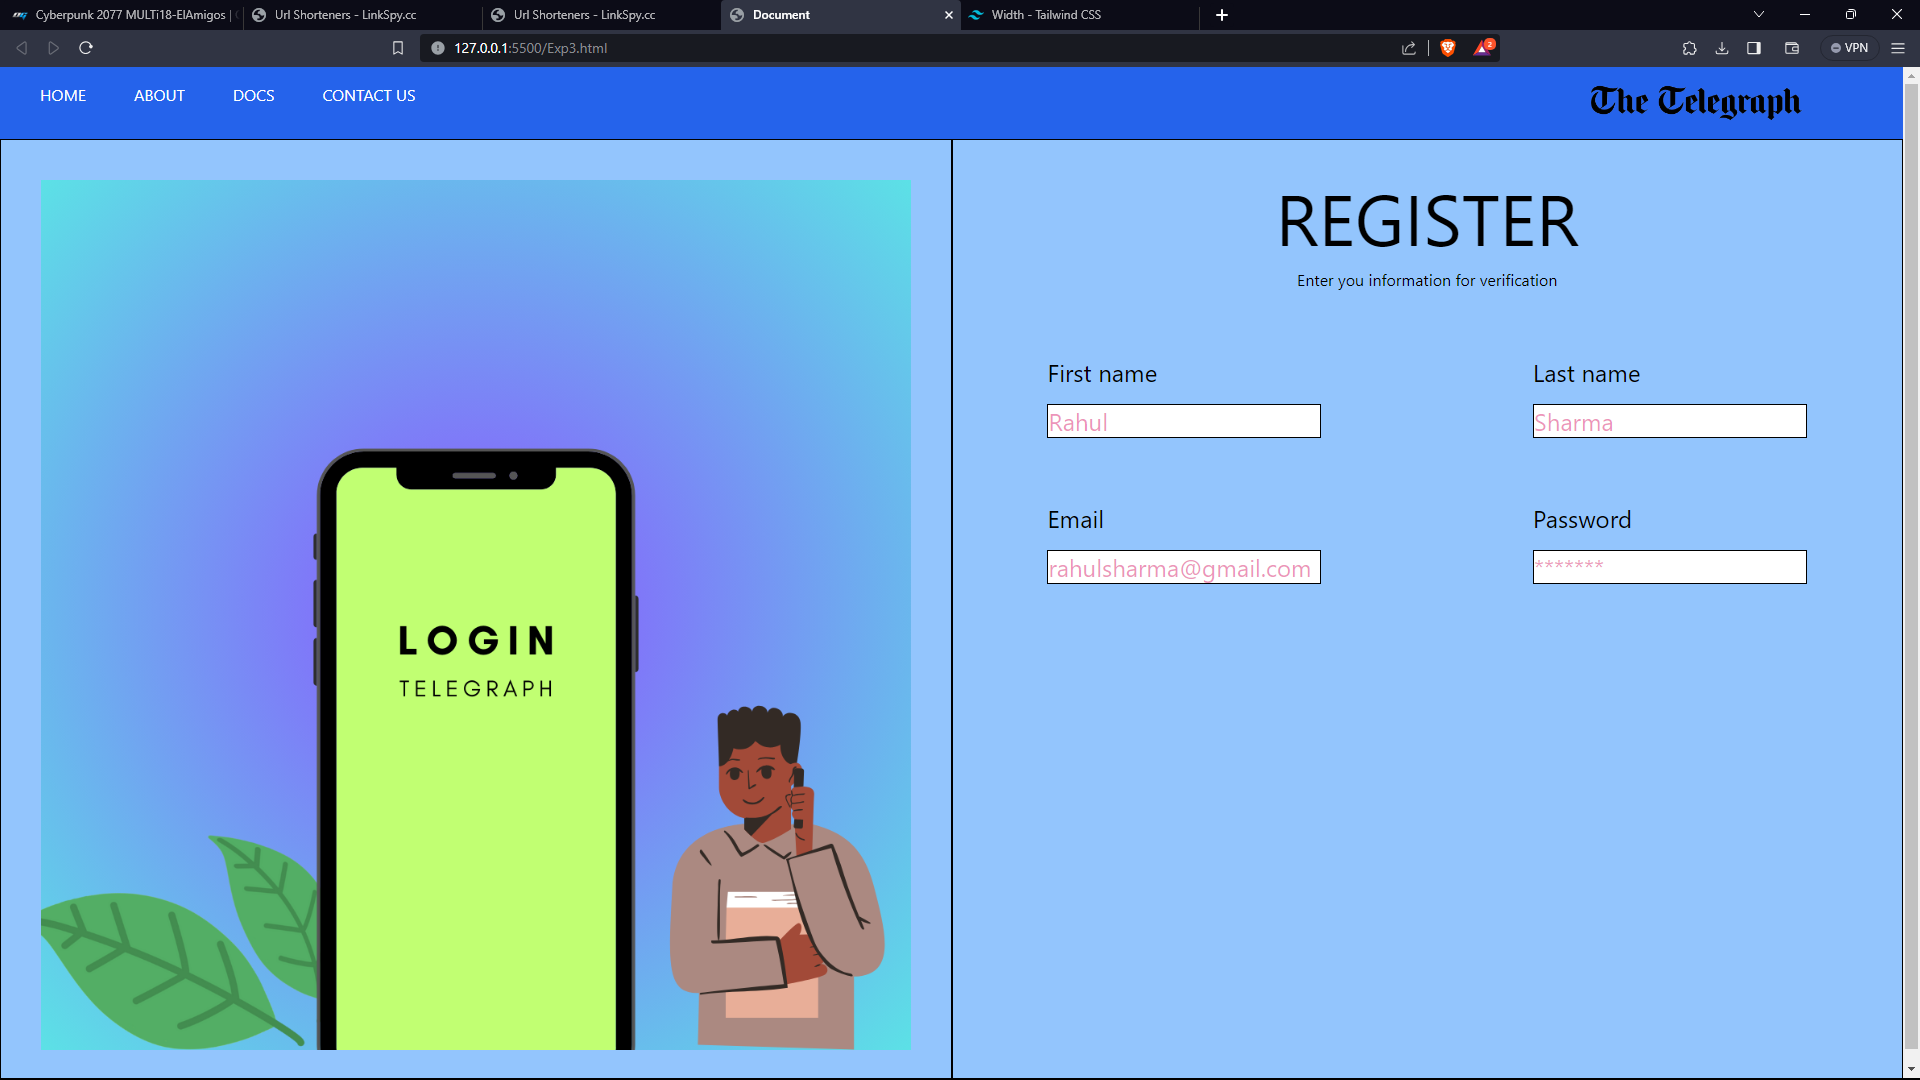 Cyberpunk 2077 MULTi18-ElAmigos |
Url Shorteners - LinkSpy.cc
Url Shorteners - LinkSpy.cc
Document
Width - Tailwind CSS
127.0.0.1:5500/Exp3.html
2
VPN
HOME
ABOUT
DOCS
CONTACT US
The Telegraph
LOGIN
TELEGRAPH
REGISTER
Enter you information for verification
First name
Last name
Rahul
Sharma
Email
Password
rahulsharma@gmail.com
*******